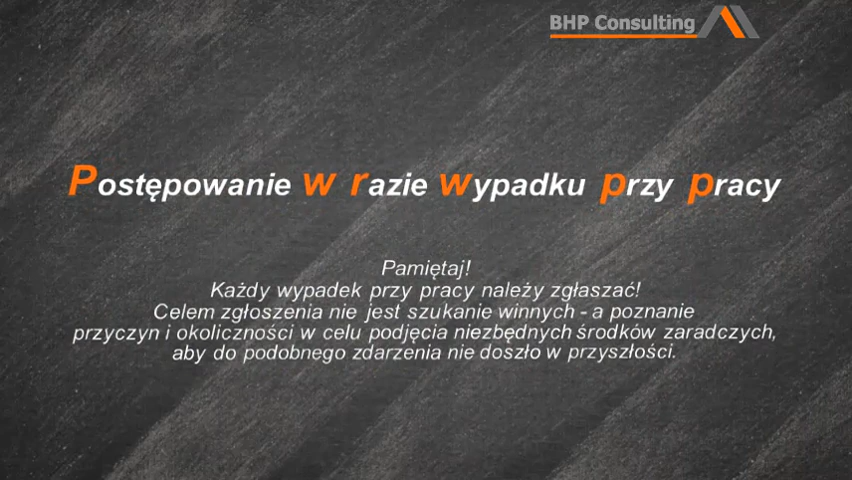 BHP Consulting
Postępowanie w razie wypadku przy pracy
Pamiętaj!
Każdy wypadek przy pracy należy zgłaszać!
Celem zgłoszenia nie jest szukanie winnych - a poznanie
przyczyn i okoliczności w celu podjęcia niezbędnych środków zaradczych,
aby do podobnego zdarzenia nie doszło w przyszłości.